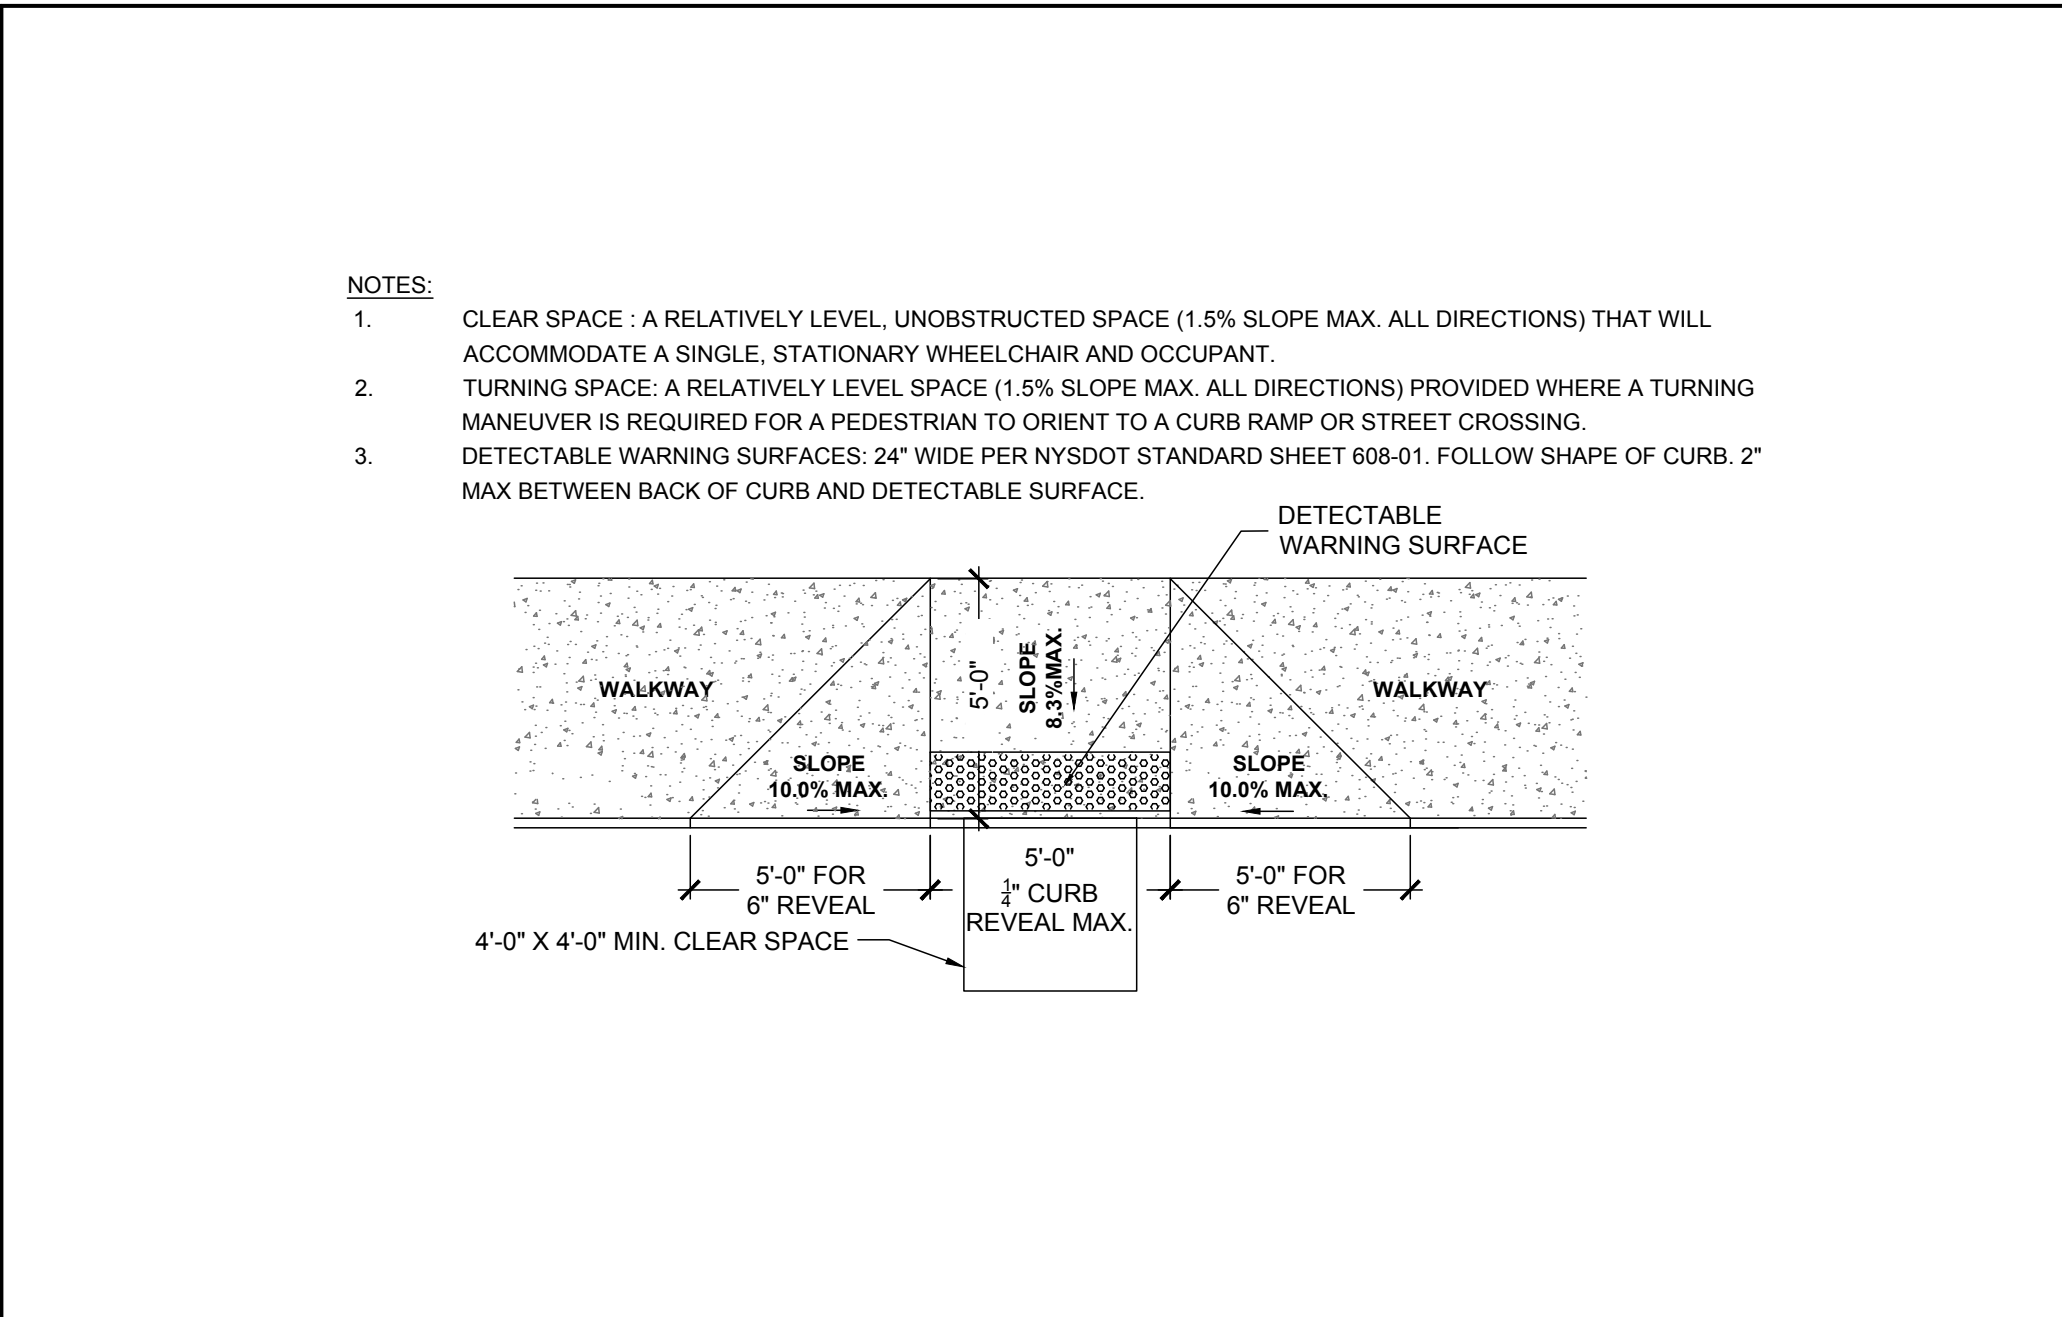 NOTES:
1. CLEAR SPACE : A RELATIVELY LEVEL, UNOBSTRUCTED SPACE (1.5% SLOPE MAX. ALL DIRECTIONS) THAT WILL
ACCOMMODATE A SINGLE, STATIONARY WHEELCHAIR AND OCCUPANT.
2. TURNING SPACE: A RELATIVELY LEVEL SPACE (1.5% SLOPE MAX. ALL DIRECTIONS) PROVIDED WHERE A TURNING
MANEUVER IS REQUIRED FOR A PEDESTRIAN TO ORIENT TO A CURB RAMP OR STREET CROSSING.
3. DETECTABLE WARNING SURFACES: 24" WIDE PER NYSDOT STANDARD SHEET 608-01. FOLLOW SHAPE OF CURB. 2"
MAX BETWEEN BACK OF CURB AND DETECTABLE SURFACE.
DETECTABLE
WARNING SURFACE
WALKWAY
5'-0"
SLOPE
8.3%MAX.
WALKWAY
SLOPE
10.0% MAX.
SLOPE
10.0% MAX.
5'-0" FOR
6" REVEAL
5'-0"
1/4" CURB
REVEAL MAX.
5'-0" FOR
6" REVEAL
4'-0" X 4'-0" MIN. CLEAR SPACE